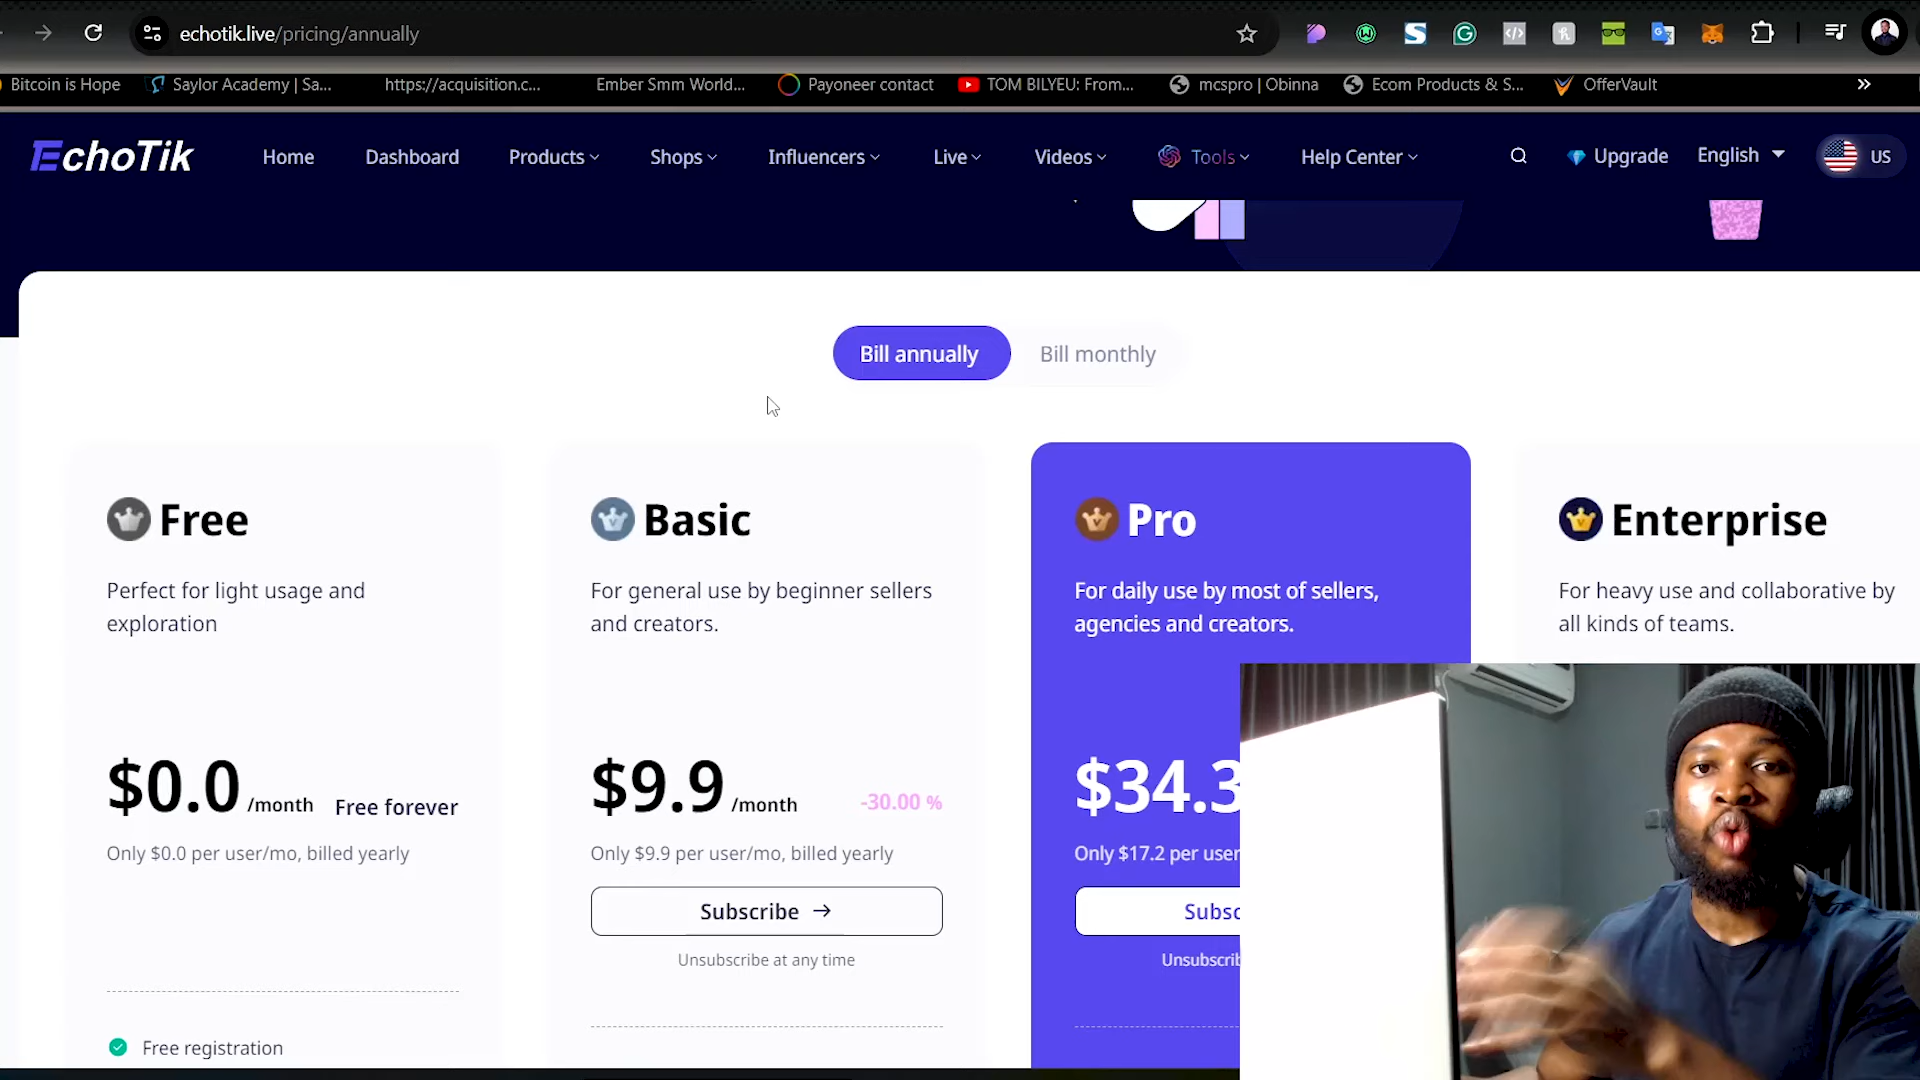 echotik.live/pricing/annually
Bitcoin is Hope
Saylor Academy | Sa...
https://acquisition.c...
Ember Smm World...
Payoneer contact
TOM BILYEU: From...
mcspro | Obinna
Ecom Products & S...
OfferVault
EchoTik
Home
Dashboard
Products
Shops
Influencers
Live
Videos
Tools
Help Center
Upgrade
English
US
Bill annually
Bill monthly
Free
Perfect for light usage and
exploration
$0.0 /month Free forever
Only $0.0 per user/mo, billed yearly
Free registration
Basic
For general use by beginner sellers
and creators.
$9.9 /month -30.00 %
Only $9.9 per user/mo, billed yearly
Subscribe →
Unsubscribe at any time
Pro
For daily use by most of sellers,
agencies and creators.
$34.3
Only $17.2 per user
Subsc
Unsubscrib
Enterprise
For heavy use and collaborative by
all kinds of teams.